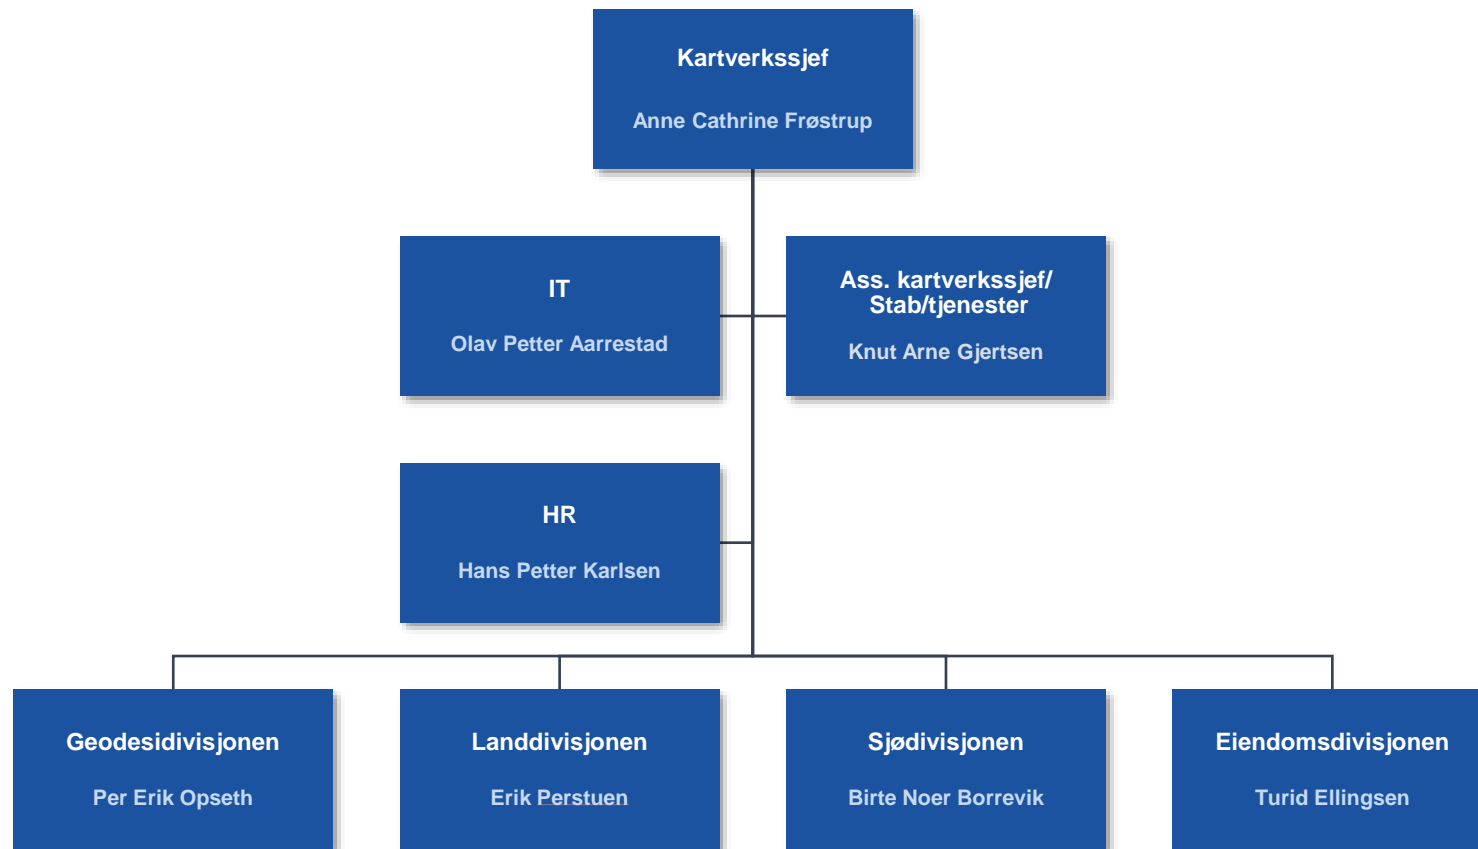 Kartverkssjef
Anne Cathrine Frøstrup
IT
Olav Petter Aarrestad
Ass. kartverkssjef/
Stab/tjenester
Knut Arne Gjertsen
HR
Hans Petter Karlsen
Geodesidivisjonen
Per Erik Opseth
Landdivisjonen
Erik Perstuen
Sjødivisjonen
Birte Noer Borrevik
Eiendomsdivisjonen
Turid Ellingsen